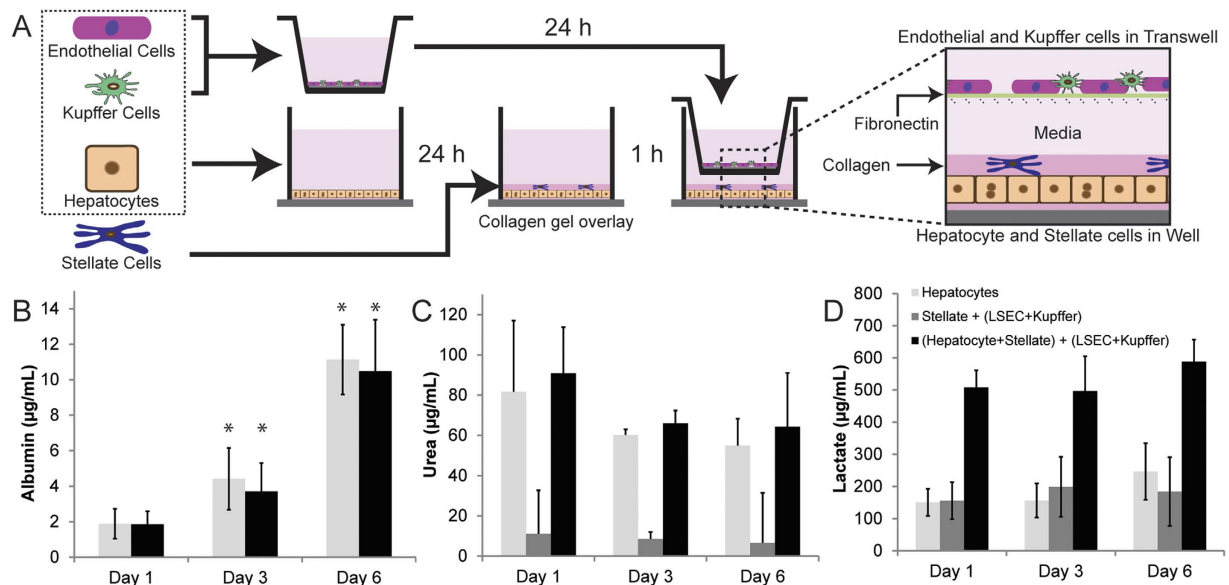 A
Endothelial Cells
Kupffer Cells
Hepatocytes
Stellate Cells
24 h
24 h
Collagen gel overlay
1 h
Endothelial and Kupffer cells in Transwell
Fibronectin
Media
Collagen
Hepatocyte and Stellate cells in Well
B
Albumin (µg/mL)
14
12
10
8
6
4
2
0
* *
* *
Day 1 Day 3 Day 6
C
Urea (µg/mL)
120
100
80
60
40
20
0
Day 1 Day 3 Day 6
D
Lactate (µg/mL)
800
700
600
500
400
300
200
100
0
Hepatocytes
Stellate + (LSEC+Kupffer)
(Hepatocyte+Stellate) + (LSEC+Kupffer)
Day 1 Day 3 Day 6